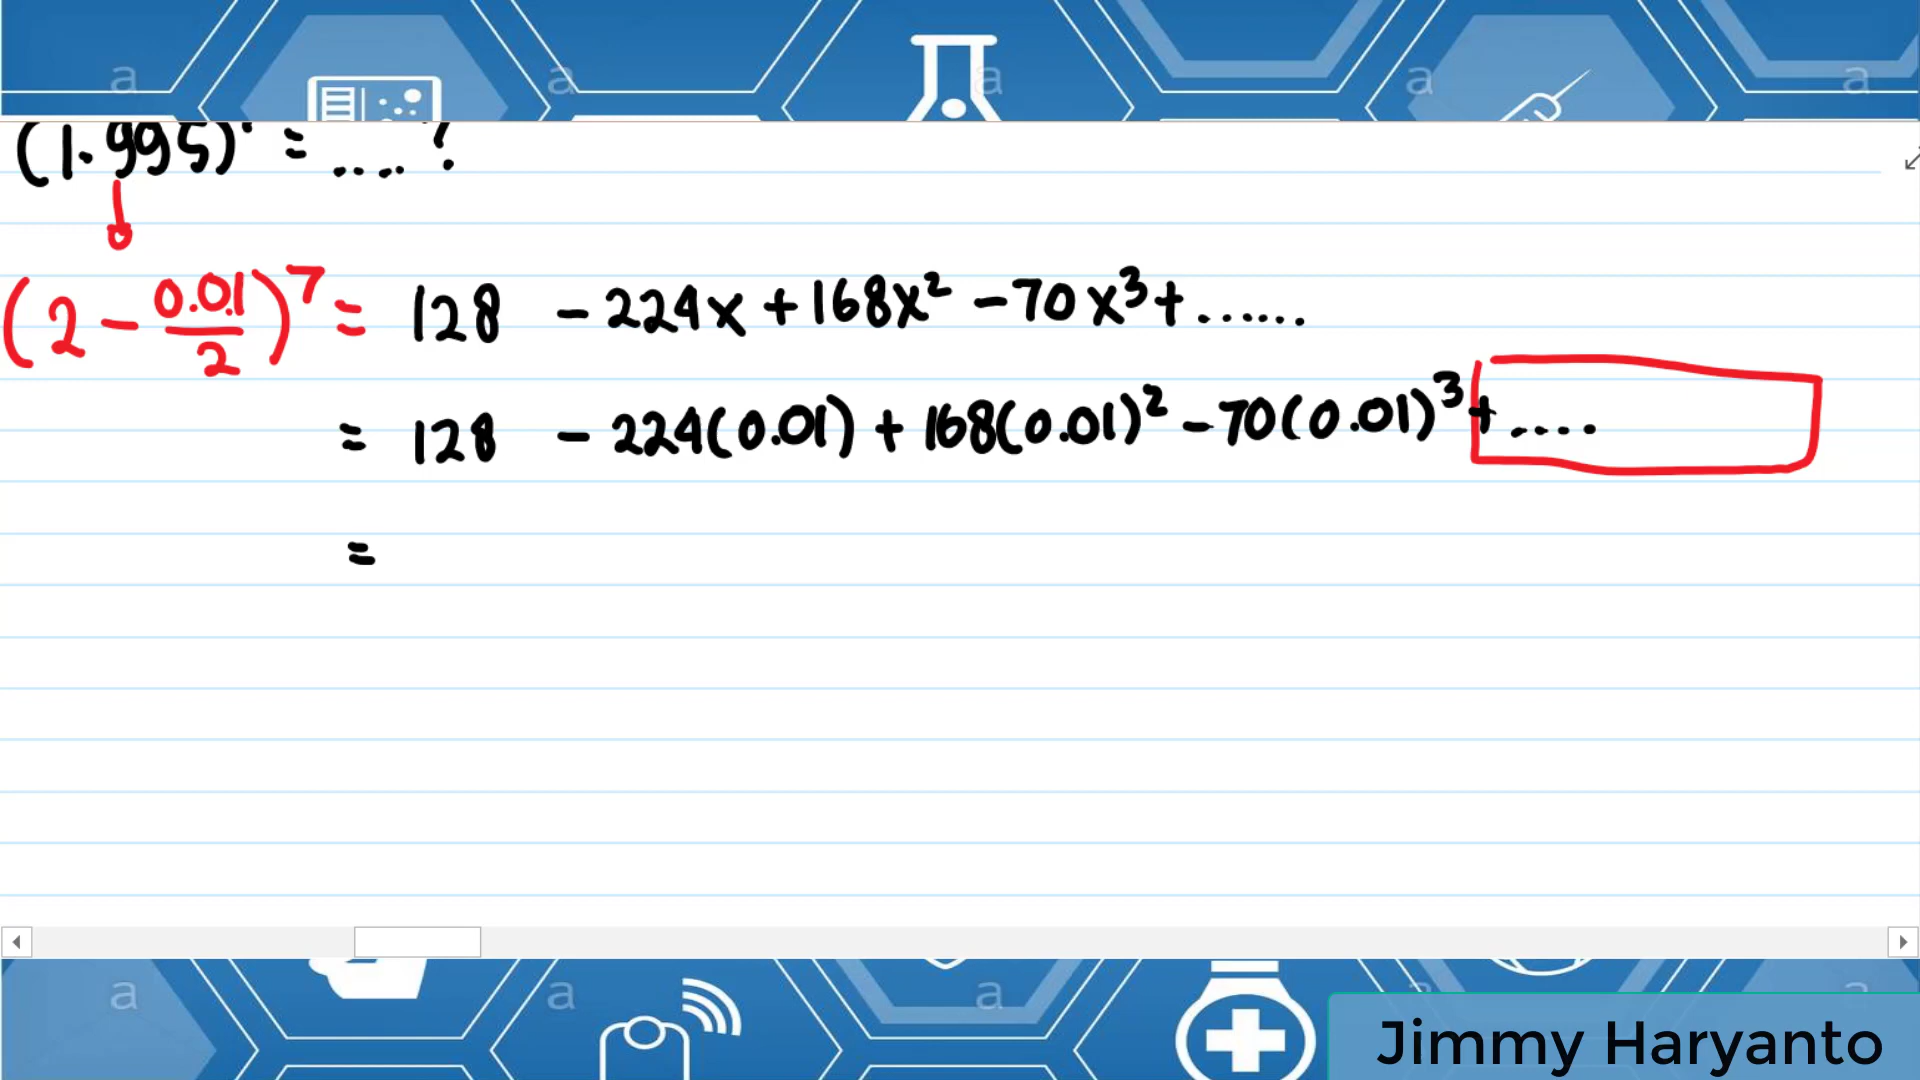 a a a a a
(1.995) = ....?
(2 - 0.01/2)⁷ = 128 - 224x + 168x² - 70x³ + ......
= 128 - 224(0.01) + 168(0.01)² - 70(0.01)³ + ....
=
a a a a
Jimmy Haryanto